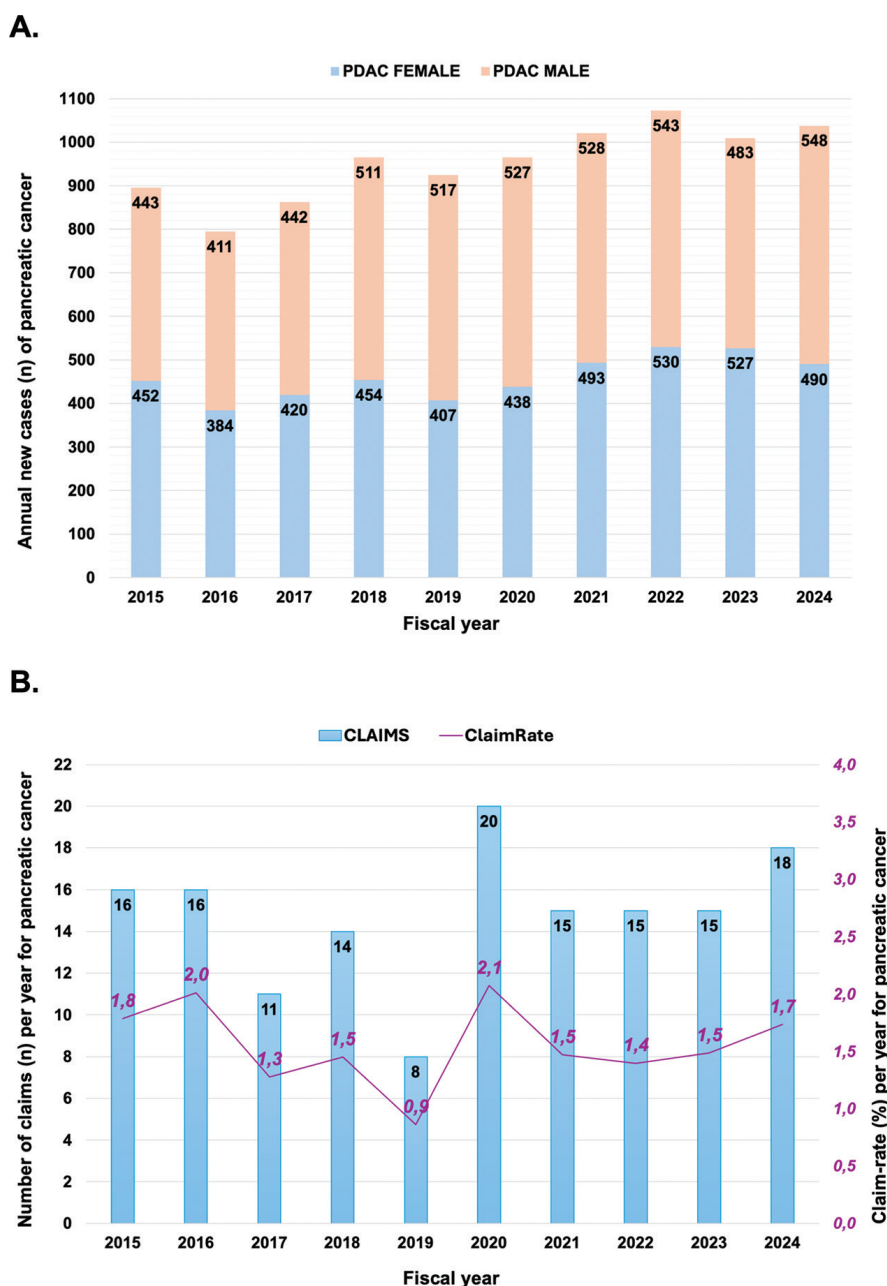 A.
PDAC FEMALE PDAC MALE
Annual new cases (n) of pancreatic cancer
1100
1000
900
800
700
600
500
400
300
200
100
0
443 411 442 511 517 527 528 543 483 548
452 384 420 454 407 438 493 530 527 490
2015 2016 2017 2018 2019 2020 2021 2022 2023 2024
Fiscal year
B.
CLAIMS ClaimRate
Number of claims (n) per year for pancreatic cancer
22
20
18
16
14
12
10
8
6
4
2
0
16 16 11 14 8 20 15 15 15 18
1,8 2,0 1,3 1,5 0,9 2,1 1,5 1,4 1,5 1,7
4,0
3,5
3,0
2,5
2,0
1,5
1,0
0,5
0,0
Claim-rate (%) per year for pancreatic cancer
2015 2016 2017 2018 2019 2020 2021 2022 2023 2024
Fiscal year